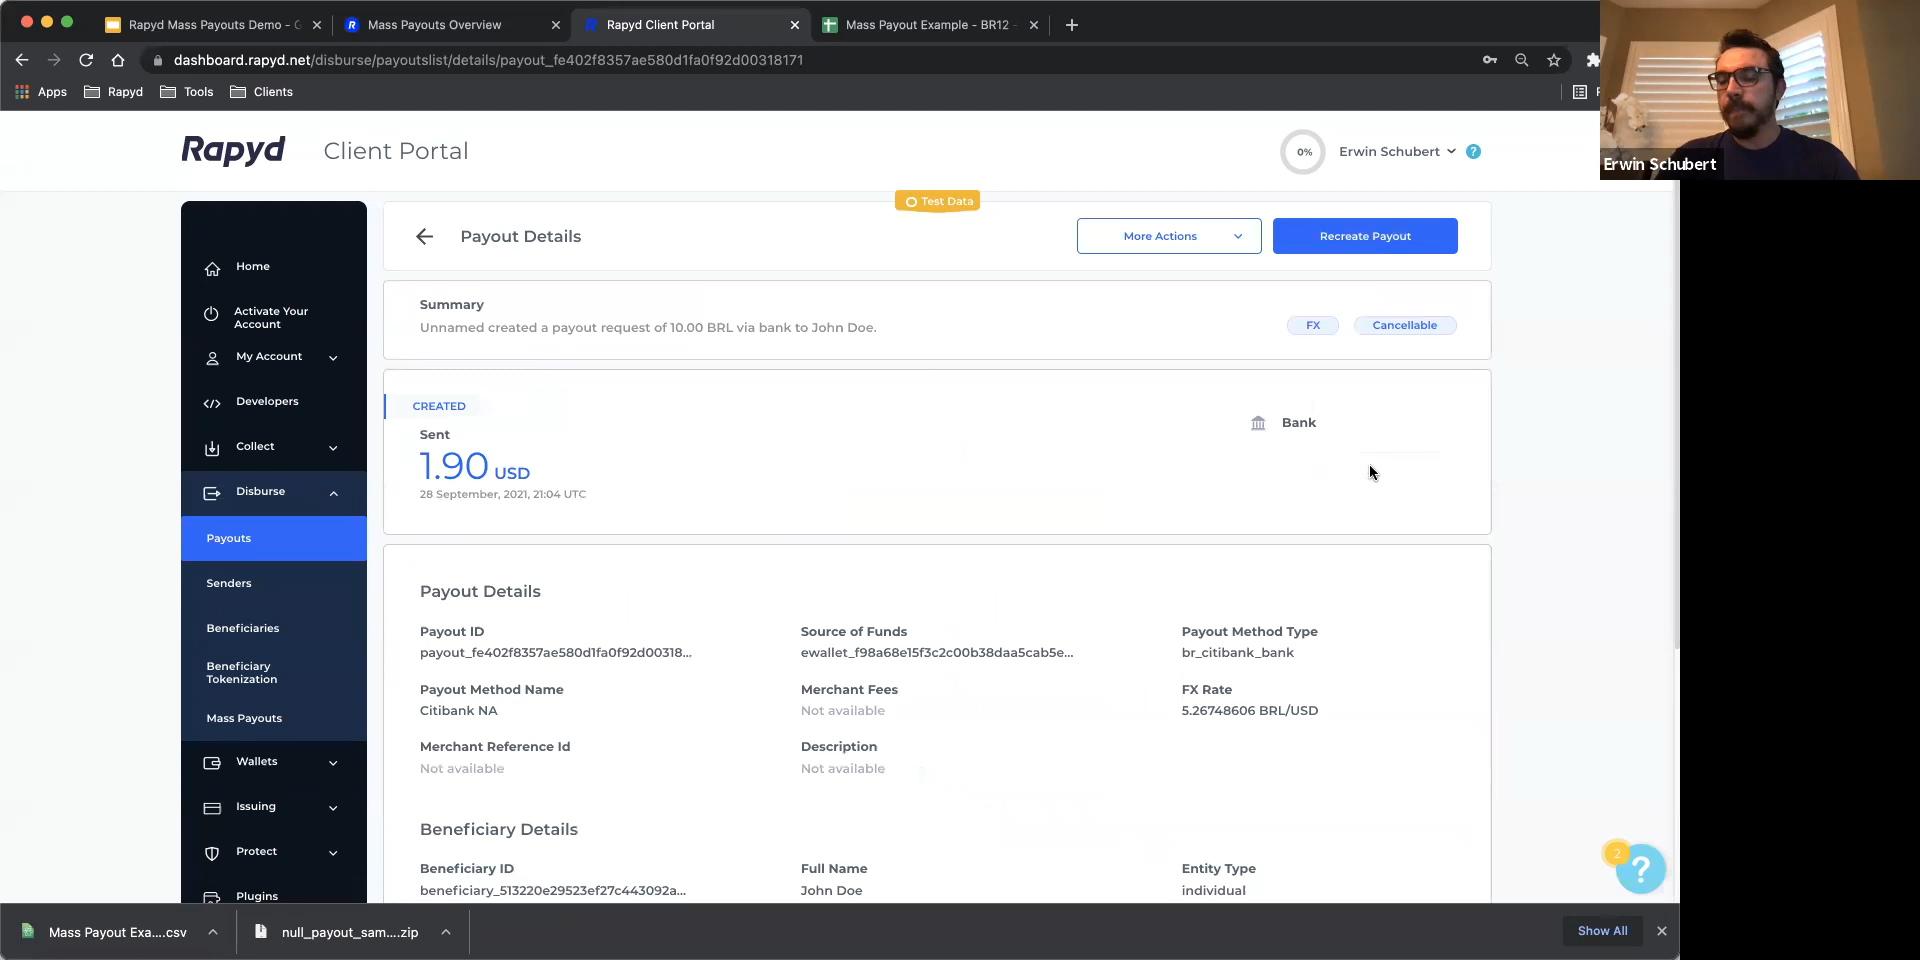 Rapyd Mass Payouts Demo - G
Mass Payouts Overview
Rapyd Client Portal
Mass Payout Example - BR12 -
dashboard.rapyd.net/disburse/payoutslist/details/payout_fe402f8357ae580d1fa0f92d00318171
Apps
Rapyd
Tools
Clients
Erwin Schubert
Rapyd
Client Portal
0%
Erwin Schubert
?
Test Data
Payout Details
More Actions
Recreate Payout
Home
Activate Your
Account
My Account
Developers
Collect
Disburse
Payouts
Senders
Beneficiaries
Beneficiary
Tokenization
Mass Payouts
Wallets
Issuing
Protect
Plugins
Summary
Unnamed created a payout request of 10.00 BRL via bank to John Doe.
FX
Cancellable
CREATED
Sent
1.90 USD
28 September, 2021, 21:04 UTC
Bank
Payout Details
Payout ID
payout_fe402f8357ae580d1fa0f92d00318...
Source of Funds
ewallet_f98a68e15f3c2c00b38daa5cab5e...
Payout Method Type
br_citibank_bank
Payout Method Name
Citibank NA
Merchant Fees
Not available
FX Rate
5.26748606 BRL/USD
Merchant Reference Id
Not available
Description
Not available
Beneficiary Details
Beneficiary ID
beneficiary_513220e29523ef27c443092a...
Full Name
John Doe
Entity Type
individual
2
?
Mass Payout Exa....csv
null_payout_sam....zip
Show All